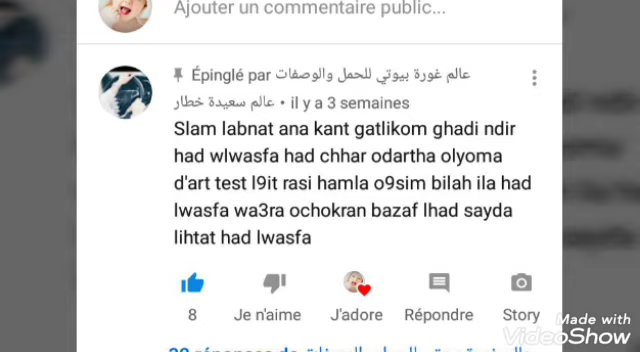 Ajouter un commentaire public...
Épinglé par عالم غورة بيوتي للحمل والوصفات
عالم سعيدة خطار • il y a 3 semaines
Slam labnat ana kant gatlikom ghadi ndir
had wlwasfa had chhar odartha olyoma
d'art test l9it rasi hamla o9sim bilah ila had
lwasfa wa3ra ochokran bazaf lhad sayda
lihtat had lwasfa
8 Je n'aime J'adore Répondre Story
Made with
VideoShow